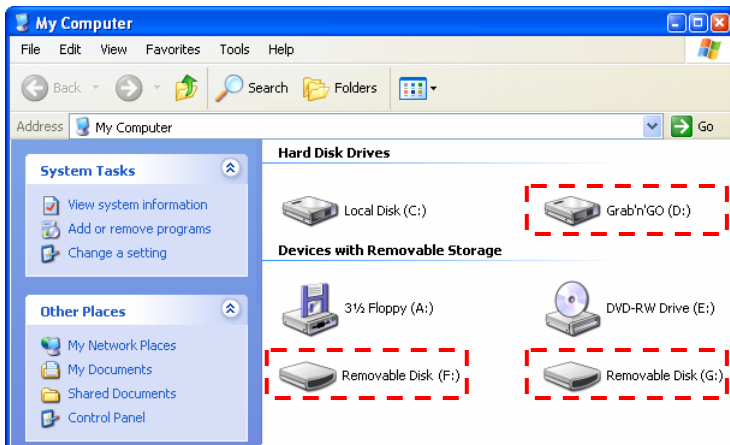 My Computer
File Edit View Favorites Tools Help
Back Search Folders
Address My Computer Go
System Tasks
View system information
Add or remove programs
Change a setting
Other Places
My Network Places
My Documents
Shared Documents
Control Panel
Hard Disk Drives
Local Disk (C:) Grab'n'GO (D:)
Devices with Removable Storage
3½ Floppy (A:) DVD-RW Drive (E:)
Removable Disk (F:) Removable Disk (G:)